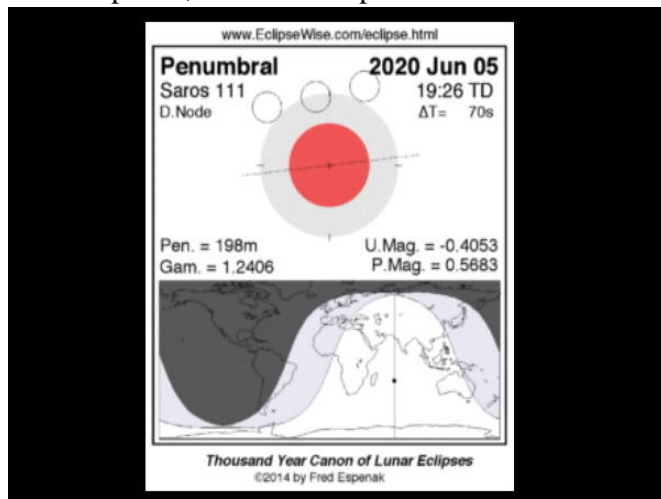 www.EclipseWise.com/eclipse.html
Penumbral 2020 Jun 05
Saros 111 19:26 TD
D.Node ΔT= 70s
Pen. = 198m U.Mag. = -0.4053
Gam. = 1.2406 P.Mag. = 0.5683
Thousand Year Canon of Lunar Eclipses
©2014 by Fred Espenak